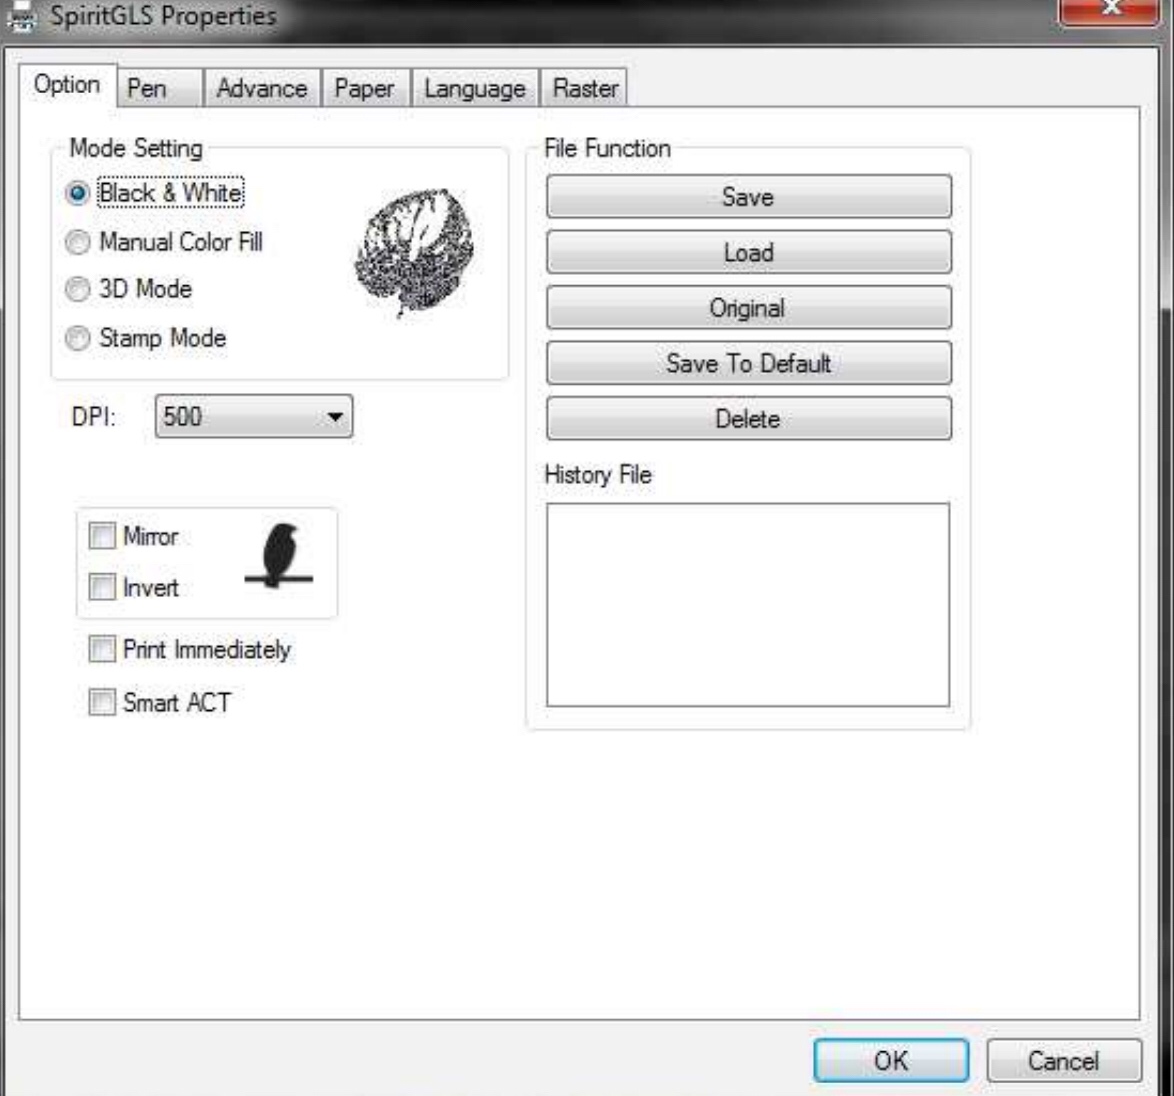 SpiritGLS Properties
Option Pen Advance Paper Language Raster
Mode Setting
Black & White
Manual Color Fill
3D Mode
Stamp Mode
DPI: 500
Mirror
Invert
Print Immediately
Smart ACT
File Function
Save
Load
Original
Save To Default
Delete
History File
OK Cancel